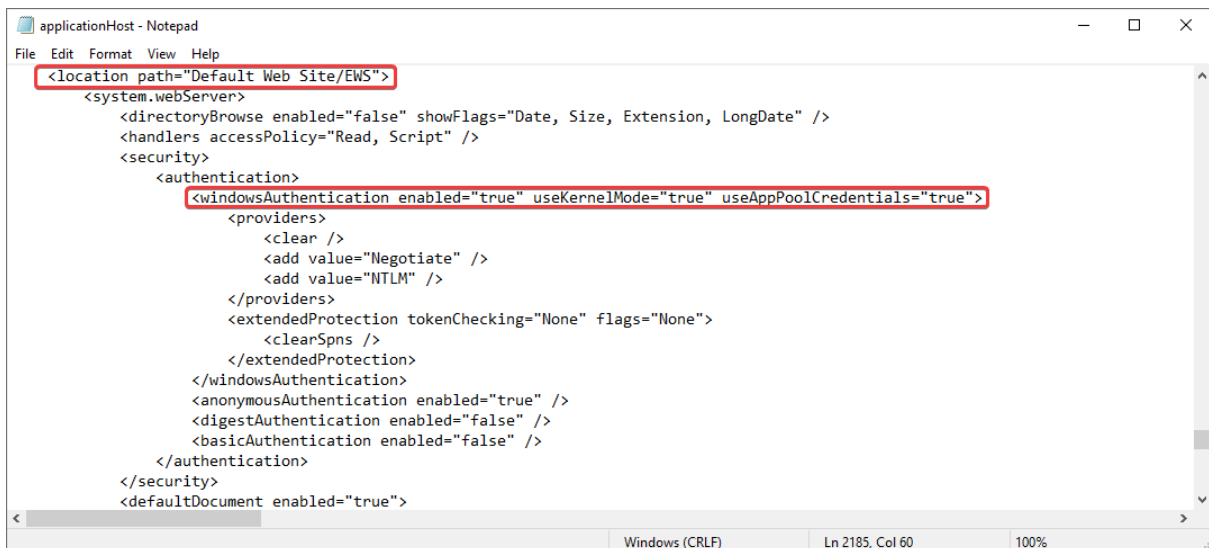 applicationHost - Notepad
File Edit Format View Help
<location path="Default Web Site/EWS">
<system.webServer>
<directoryBrowse enabled="false" showFlags="Date, Size, Extension, LongDate" />
<handlers accessPolicy="Read, Script" />
<security>
<authentication>
<windowsAuthentication enabled="true" useKernelMode="true" useAppPoolCredentials="true">
<providers>
<clear />
<add value="Negotiate" />
<add value="NTLM" />
</providers>
<extendedProtection tokenChecking="None" flags="None">
<clearSpns />
</extendedProtection>
</windowsAuthentication>
<anonymousAuthentication enabled="true" />
<digestAuthentication enabled="false" />
<basicAuthentication enabled="false" />
</authentication>
</security>
<defaultDocument enabled="true">
Windows (CRLF) Ln 2185, Col 60 100%